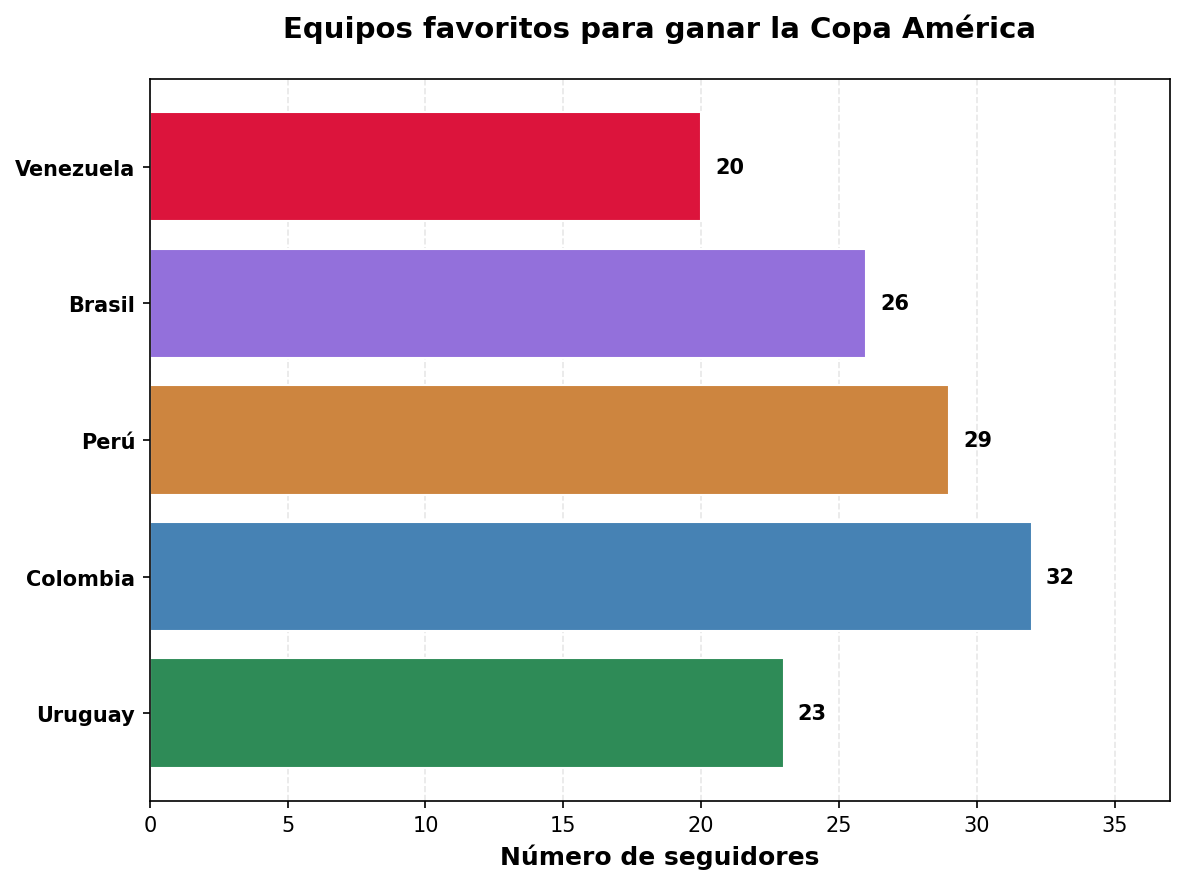 Equipos favoritos para ganar la Copa América
Venezuela
20
Brasil
26
Perú
29
Colombia
32
Uruguay
23
0 5 10 15 20 25 30 35
Número de seguidores